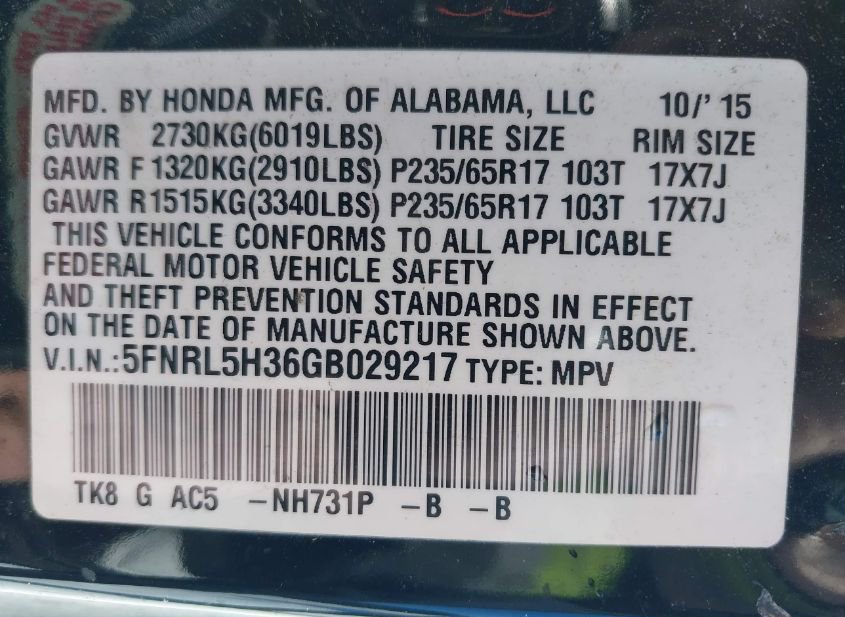 MFD. BY HONDA MFG. OF ALABAMA, LLC 10/' 15
GVWR 2730KG(6019LBS) TIRE SIZE RIM SIZE
GAWR F 1320KG(2910LBS) P235/65R17 103T 17X7J
GAWR R1515KG(3340LBS) P235/65R17 103T 17X7J
THIS VEHICLE CONFORMS TO ALL APPLICABLE
FEDERAL MOTOR VEHICLE SAFETY
AND THEFT PREVENTION STANDARDS IN EFFECT
ON THE DATE OF MANUFACTURE SHOWN ABOVE.
V.I.N.:5FNRL5H36GB029217 TYPE: MPV
TK8 G AC5 -NH731P -B -B